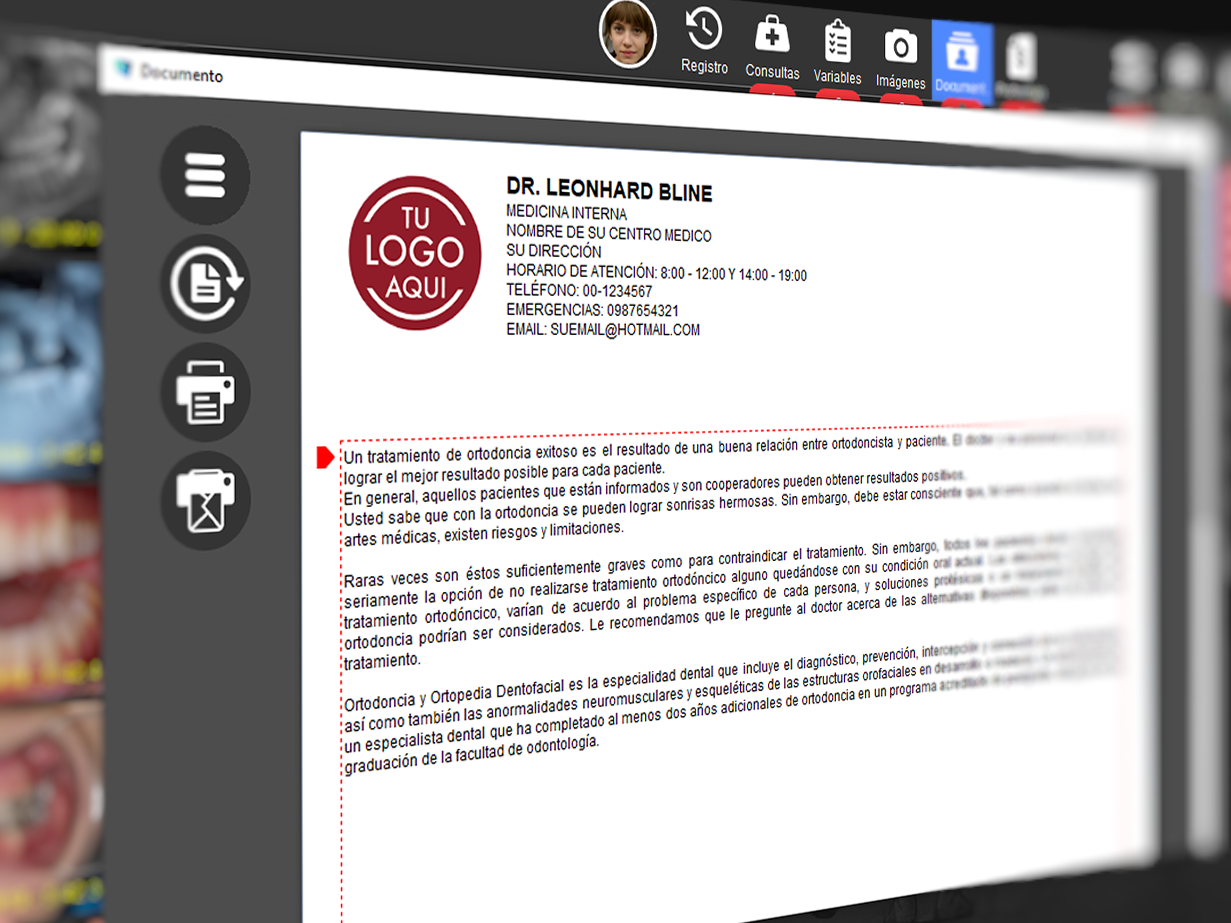 Documento
Registro
Consultas
Variables
Imágenes
Document
TU
LOGO
AQUI
DR. LEONHARD BLINE
MEDICINA INTERNA
NOMBRE DE SU CENTRO MEDICO
SU DIRECCIÓN
HORARIO DE ATENCIÓN: 8:00 - 12:00 Y 14:00 - 19:00
TELÉFONO: 00-1234567
EMERGENCIAS: 0987654321
EMAIL: SUEMAIL@HOTMAIL.COM
Un tratamiento de ortodoncia exitoso es el resultado de una buena relación entre ortodoncista y paciente. El doctor
lograr el mejor resultado posible para cada paciente.
En general, aquellos pacientes que están informados y son cooperadores pueden obtener resultados positivos.
Usted sabe que con la ortodoncia se pueden lograr sonrisas hermosas. Sin embargo, debe estar consciente que,
artes médicas, existen riesgos y limitaciones.
Raras veces son éstos suficientemente graves como para contraindicar el tratamiento. Sin embargo, todos los
seriamente la opción de no realizarse tratamiento ortodóncico alguno quedándose con su condición oral actual.
tratamiento ortodóncico, varían de acuerdo al problema específico de cada persona, y soluciones protésicas
ortodoncia podrían ser considerados. Le recomendamos que le pregunte al doctor acerca de las alternativas
tratamiento.
Ortodoncia y Ortopedia Dentofacial es la especialidad dental que incluye el diagnóstico, prevención, intercepción y
así como también las anormalidades neuromusculares y esqueléticas de las estructuras orofaciales en desarrollo
un especialista dental que ha completado al menos dos años adicionales de ortodoncia en un programa acreditado
graduación de la facultad de odontología.